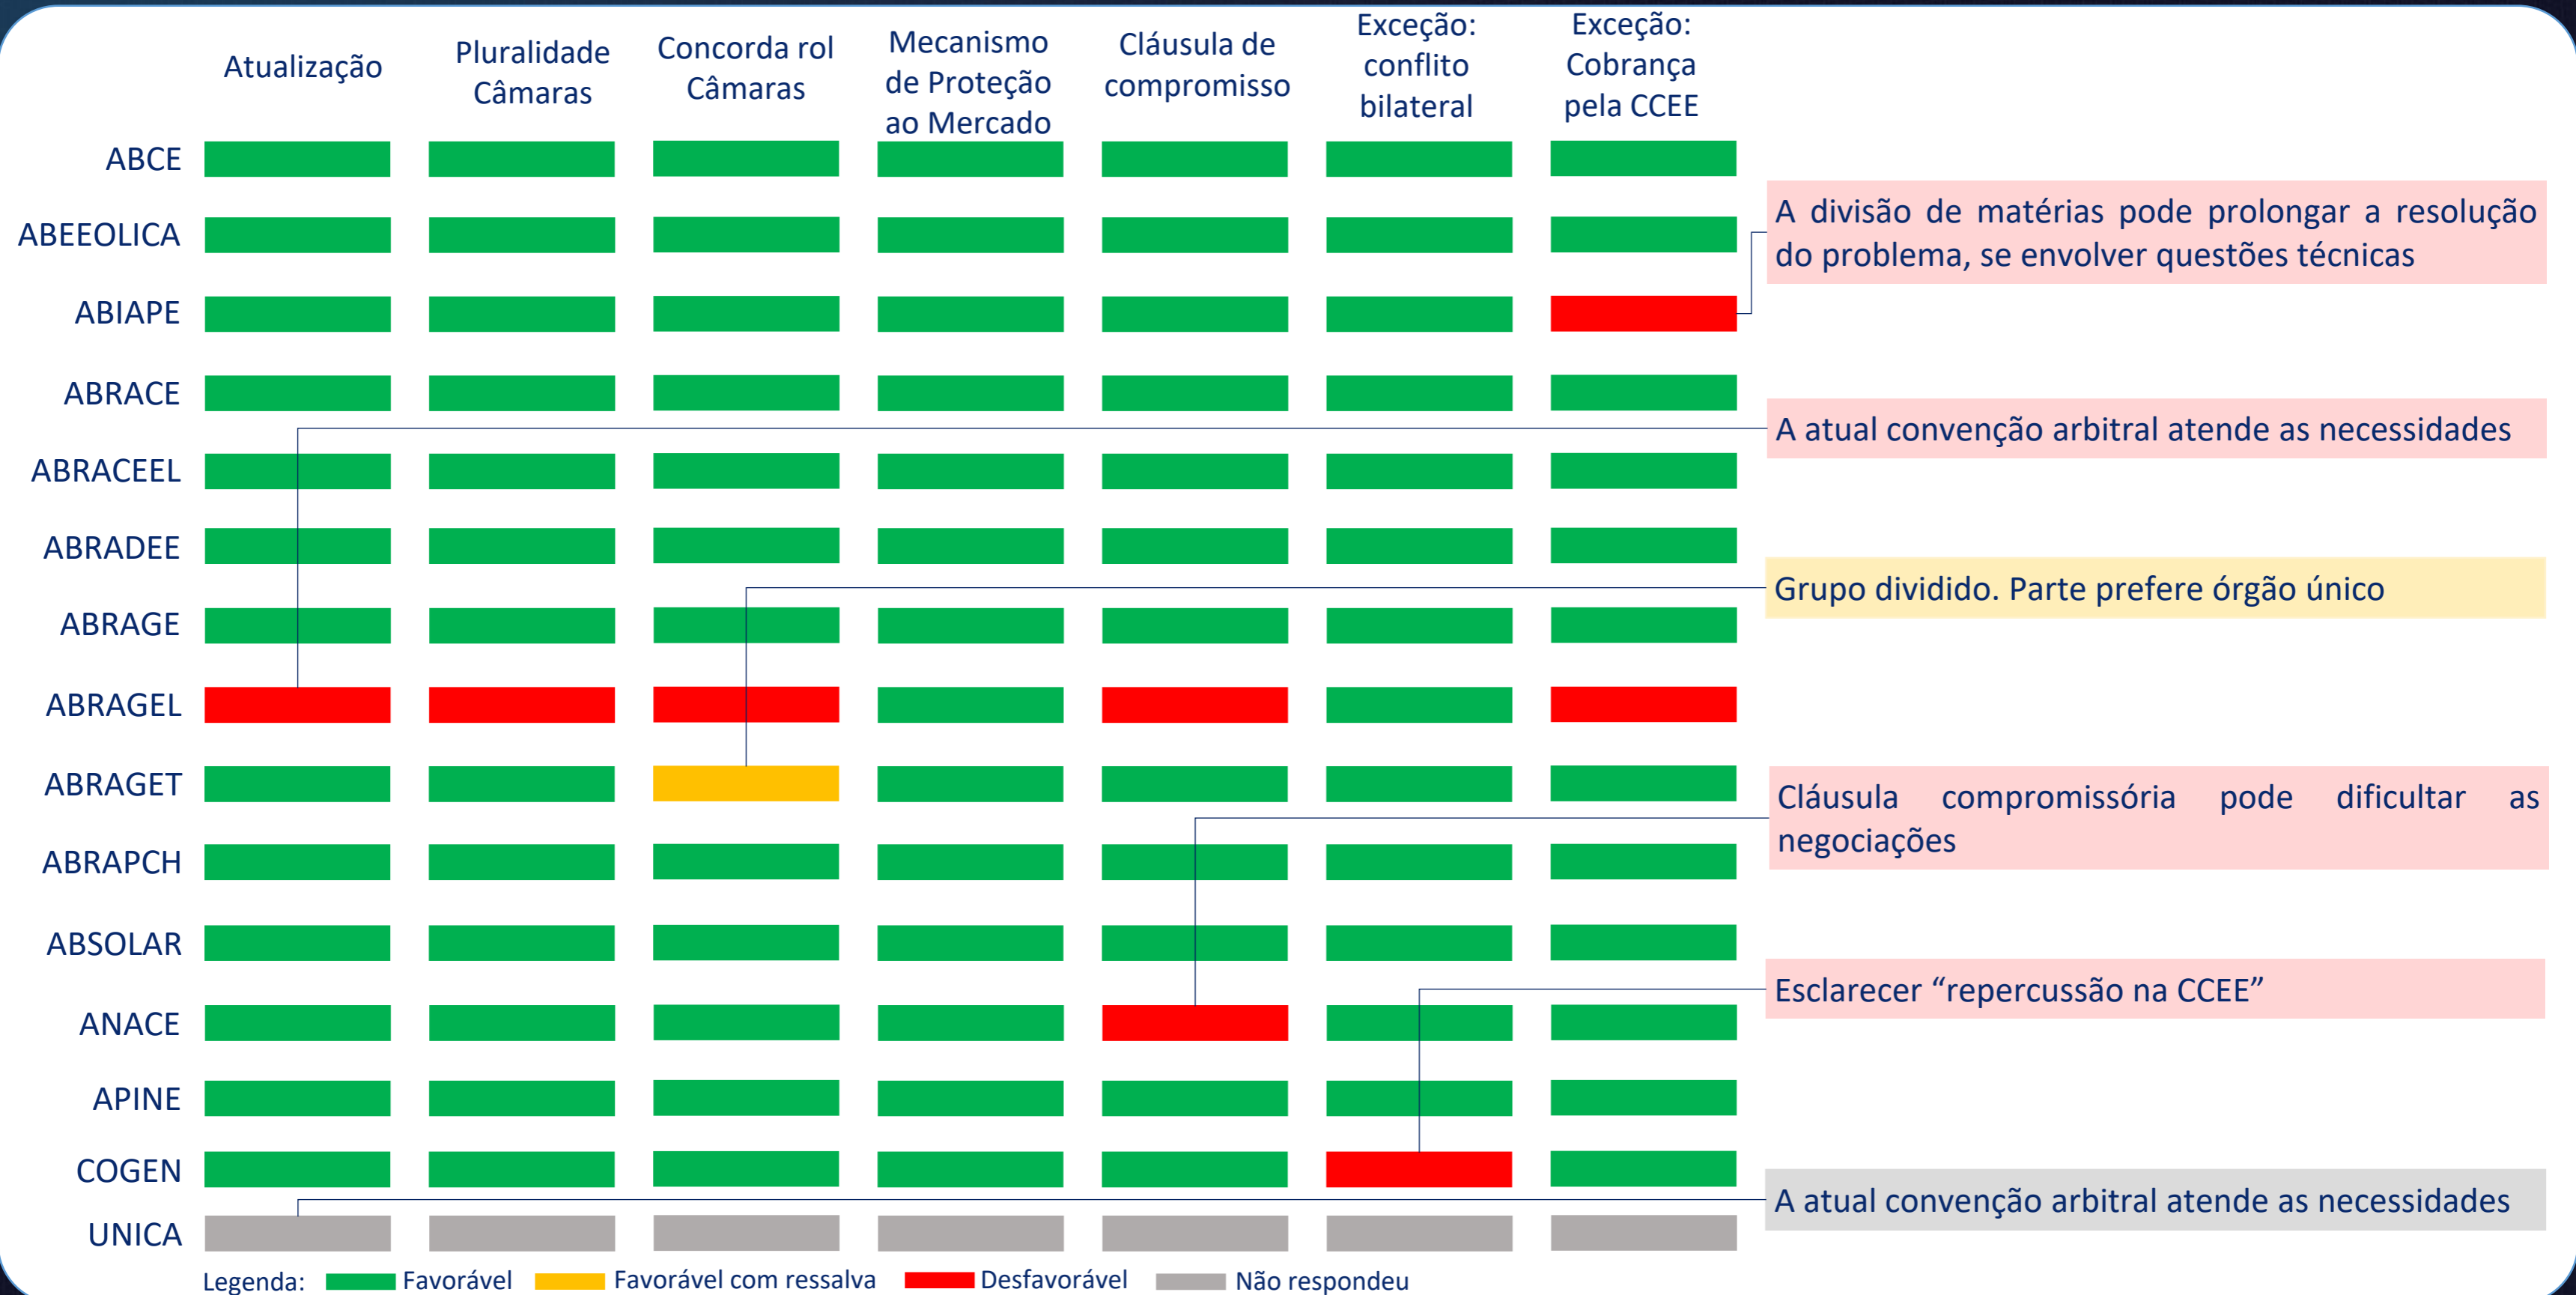 Atualização
Pluralidade
Câmaras
Concorda rol
Câmaras
Mecanismo
de Proteção
ao Mercado
Cláusula de
compromisso
Exceção:
conflito
bilateral
Exceção:
Cobrança
pela CCEE
ABCE
ABEEOLICA
A divisão de matérias pode prolongar a resolução
do problema, se envolver questões técnicas
ABIAPE
ABRACE
A atual convenção arbitral atende as necessidades
ABRACEEL
ABRADEE
Grupo dividido. Parte prefere órgão único
ABRAGE
ABRAGEL
ABRAGET
Cláusula compromissória pode dificultar as
negociações
ABRAPCH
ABSOLAR
Esclarecer “repercussão na CCEE”
ANACE
APINE
COGEN
A atual convenção arbitral atende as necessidades
UNICA
Legenda: Favorável Favorável com ressalva Desfavorável Não respondeu